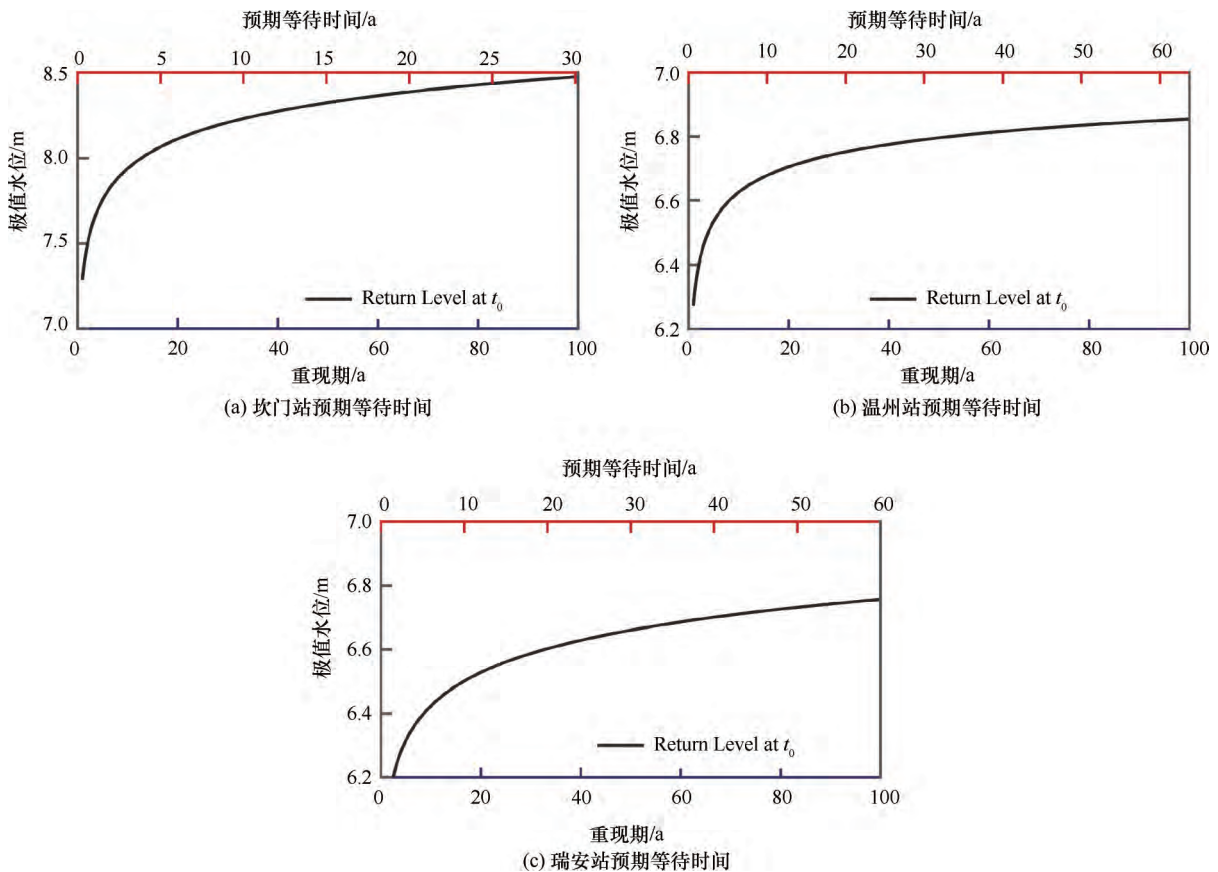 预期等待时间/a
0 5 10 15 20 25 30
8.5
8.0
7.5
7.0
极值水位/m
Return Level at t₀
0 20 40 60 80 100
重现期/a
(a) 坎门站预期等待时间
预期等待时间/a
0 10 20 30 40 50 60
7.0
6.8
6.6
6.4
6.2
极值水位/m
Return Level at t₀
0 20 40 60 80 100
重现期/a
(b) 温州站预期等待时间
预期等待时间/a
0 10 20 30 40 50 60
7.0
6.8
6.6
6.4
6.2
极值水位/m
Return Level at t₀
0 20 40 60 80 100
重现期/a
(c) 瑞安站预期等待时间